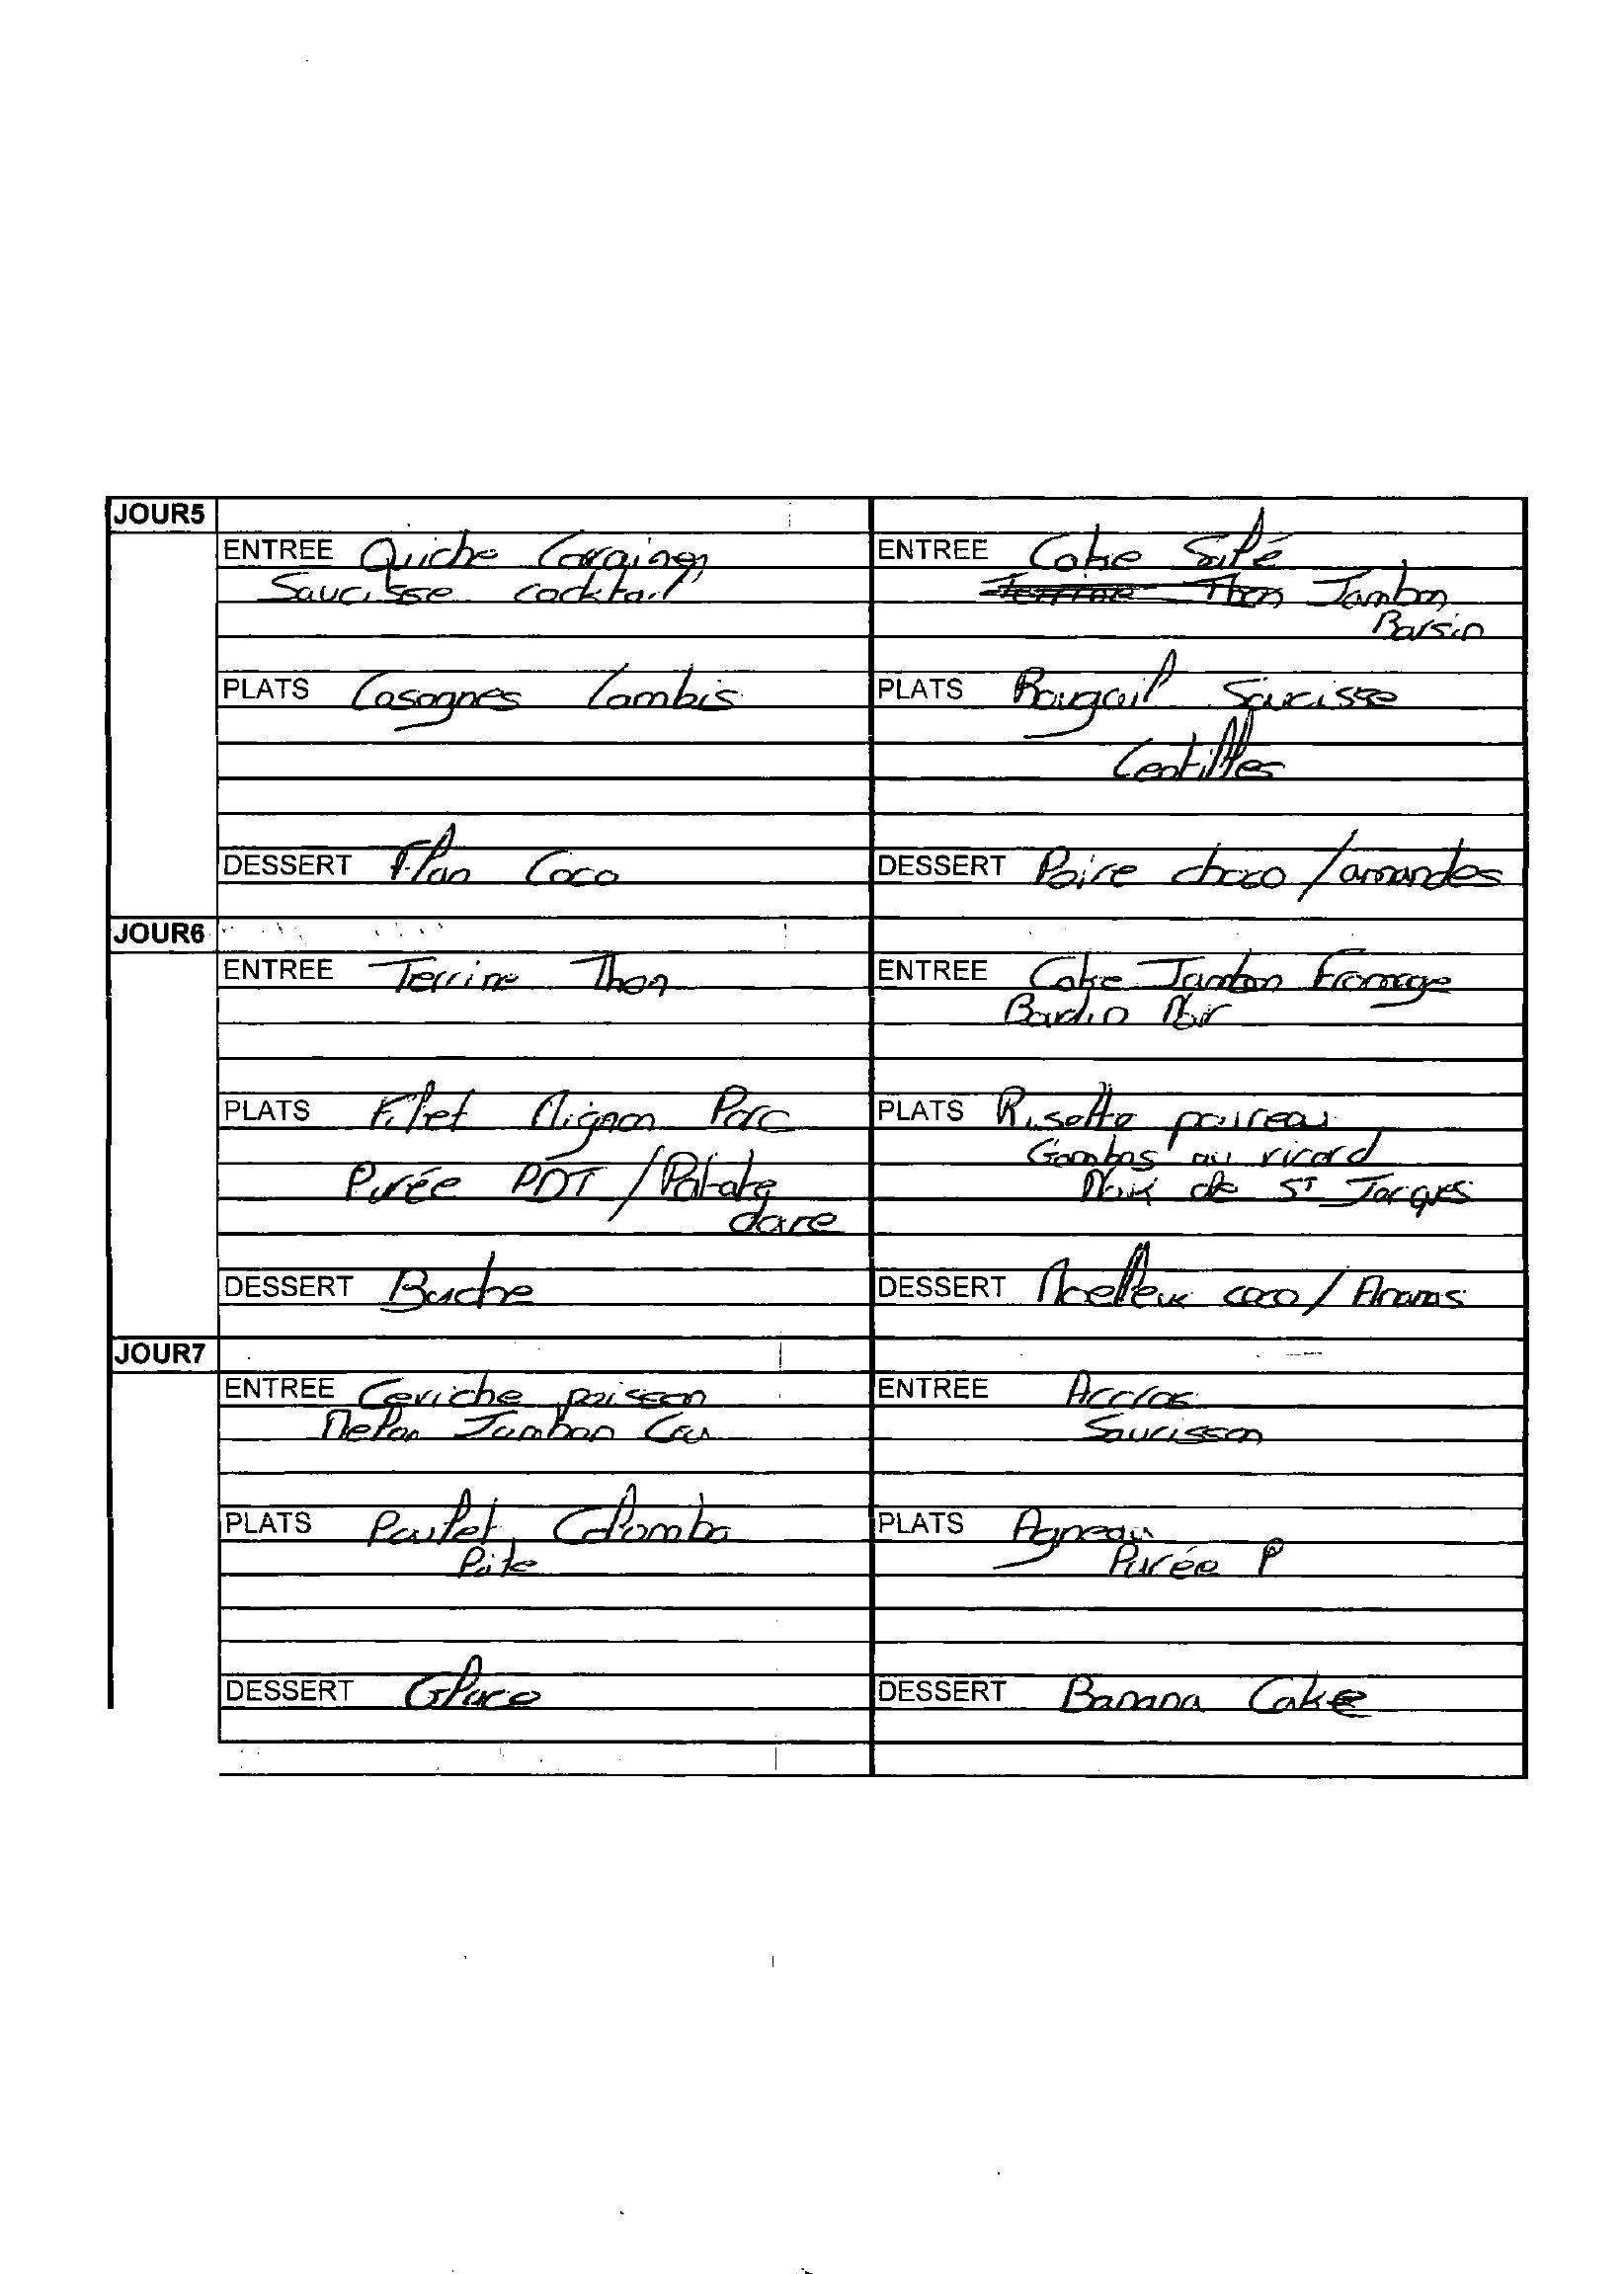 JOUR5
ENTREE Quiche Lorraines
Saucisse cocktail
PLATS Lasagnes Lambis
DESSERT Flan Coco
ENTREE Cake Salé
Thon Jambon
Boursin
PLATS Rougail Saucisse
Lentilles
DESSERT Poire choco / amandes
JOUR6
ENTREE Terrine Thon
PLATS Filet Mignon Porc
Purée PDT / Patate
douce
DESSERT Buche
ENTREE Cake Jambon Fromage
Boudin Noir
PLATS Risotto poireau
Gambas au ricard
Noix de St Jacques
DESSERT Moelleux coco / Ananas
JOUR7
ENTREE Ceviche poisson
Melon Jambon Cru
PLATS Poulet Colombo
DESSERT Glace
ENTREE Accras
Saucisson
PLATS Agneau
Purée P
DESSERT Banana Cake